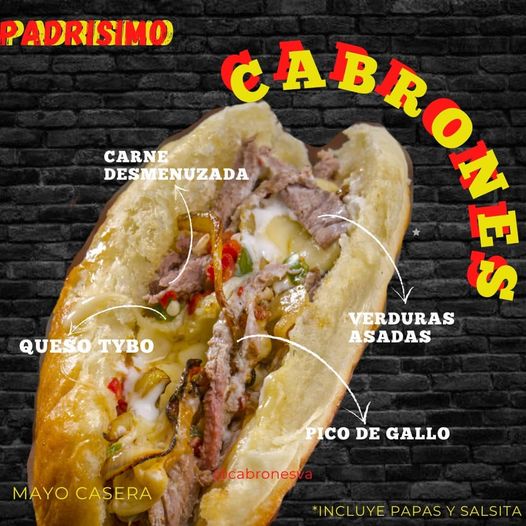 PADRISIMO
CABRONES
CARNE
DESMENUZADA
VERDURAS
ASADAS
QUESO TYBO
PICO DE GALLO
@cabronesva
MAYO CASERA
*INCLUYE PAPAS Y SALSITA